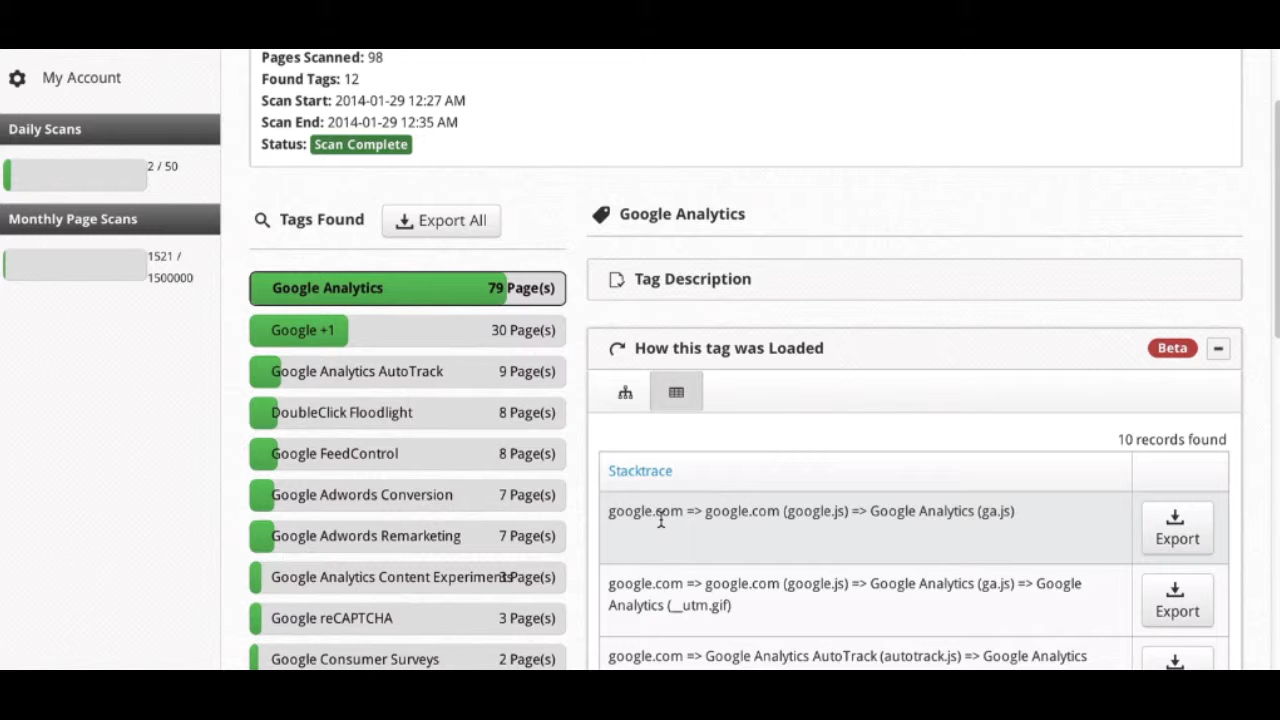 My Account
Daily Scans
2 / 50
Monthly Page Scans
1521 /
1500000
Pages Scanned: 98
Found Tags: 12
Scan Start: 2014-01-29 12:27 AM
Scan End: 2014-01-29 12:35 AM
Status: Scan Complete
Tags Found
Export All
Google Analytics 79 Page(s)
Google +1 30 Page(s)
Google Analytics AutoTrack 9 Page(s)
DoubleClick Floodlight 8 Page(s)
Google FeedControl 8 Page(s)
Google Adwords Conversion 7 Page(s)
Google Adwords Remarketing 7 Page(s)
Google Analytics Content Experiments 3 Page(s)
Google reCAPTCHA 3 Page(s)
Google Consumer Surveys 2 Page(s)
Google Analytics
Tag Description
How this tag was Loaded
Beta
10 records found
Stacktrace
google.com => google.com (google.js) => Google Analytics (ga.js)
Export
google.com => google.com (google.js) => Google Analytics (ga.js) => Google
Analytics (__utm.gif)
Export
google.com => Google Analytics AutoTrack (autotrack.js) => Google Analytics